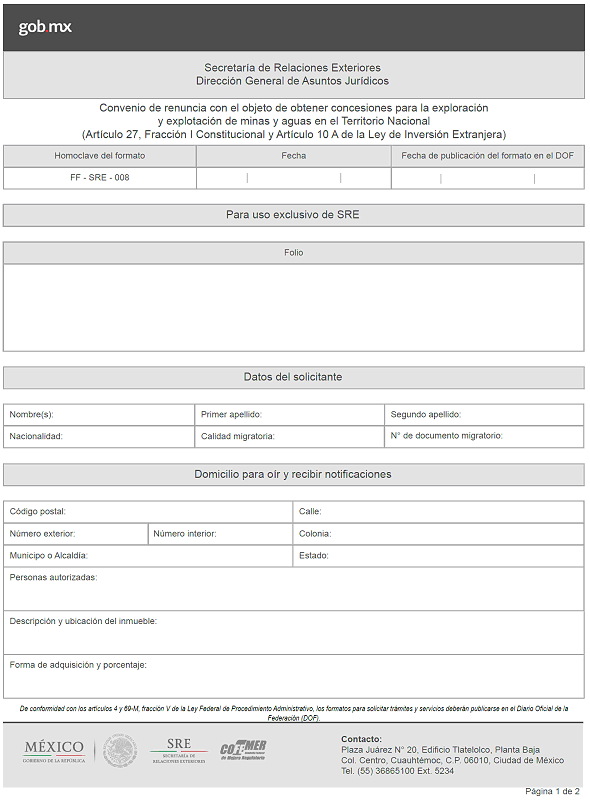 gob.mx
Secretaría de Relaciones Exteriores
Dirección General de Asuntos Jurídicos
Convenio de renuncia con el objeto de obtener concesiones para la exploración
y explotación de minas y aguas en el Territorio Nacional
(Artículo 27, Fracción I Constitucional y Artículo 10 A de la Ley de Inversión Extranjera)
Homoclave del formato
Fecha
Fecha de publicación del formato en el DOF
FF - SRE - 008
Para uso exclusivo de SRE
Folio
Datos del solicitante
Nombre(s):
Primer apellido:
Segundo apellido:
Nacionalidad:
Calidad migratoria:
N° de documento migratorio:
Domicilio para oír y recibir notificaciones
Código postal:
Calle:
Número exterior:
Número interior:
Colonia:
Municipo o Alcaldía:
Estado:
Personas autorizadas:
Descripción y ubicación del inmueble:
Forma de adquisición y porcentaje:
De conformidad con los artículos 4 y 69-M, fracción V de la Ley Federal de Procedimiento Administrativo, los formatos para solicitar trámites y servicios deberán publicarse en el Diario Oficial de la
Federación (DOF).
MÉXICO
GOBIERNO DE LA REPÚBLICA
SRE
SECRETARÍA DE
RELACIONES EXTERIORES
COFEMER
de Mejora Regulatoria
Contacto:
Plaza Juárez N° 20, Edificio Tlatelolco, Planta Baja
Col. Centro, Cuauhtémoc, C.P. 06010, Ciudad de México
Tel. (55) 36865100 Ext. 5234
Página 1 de 2